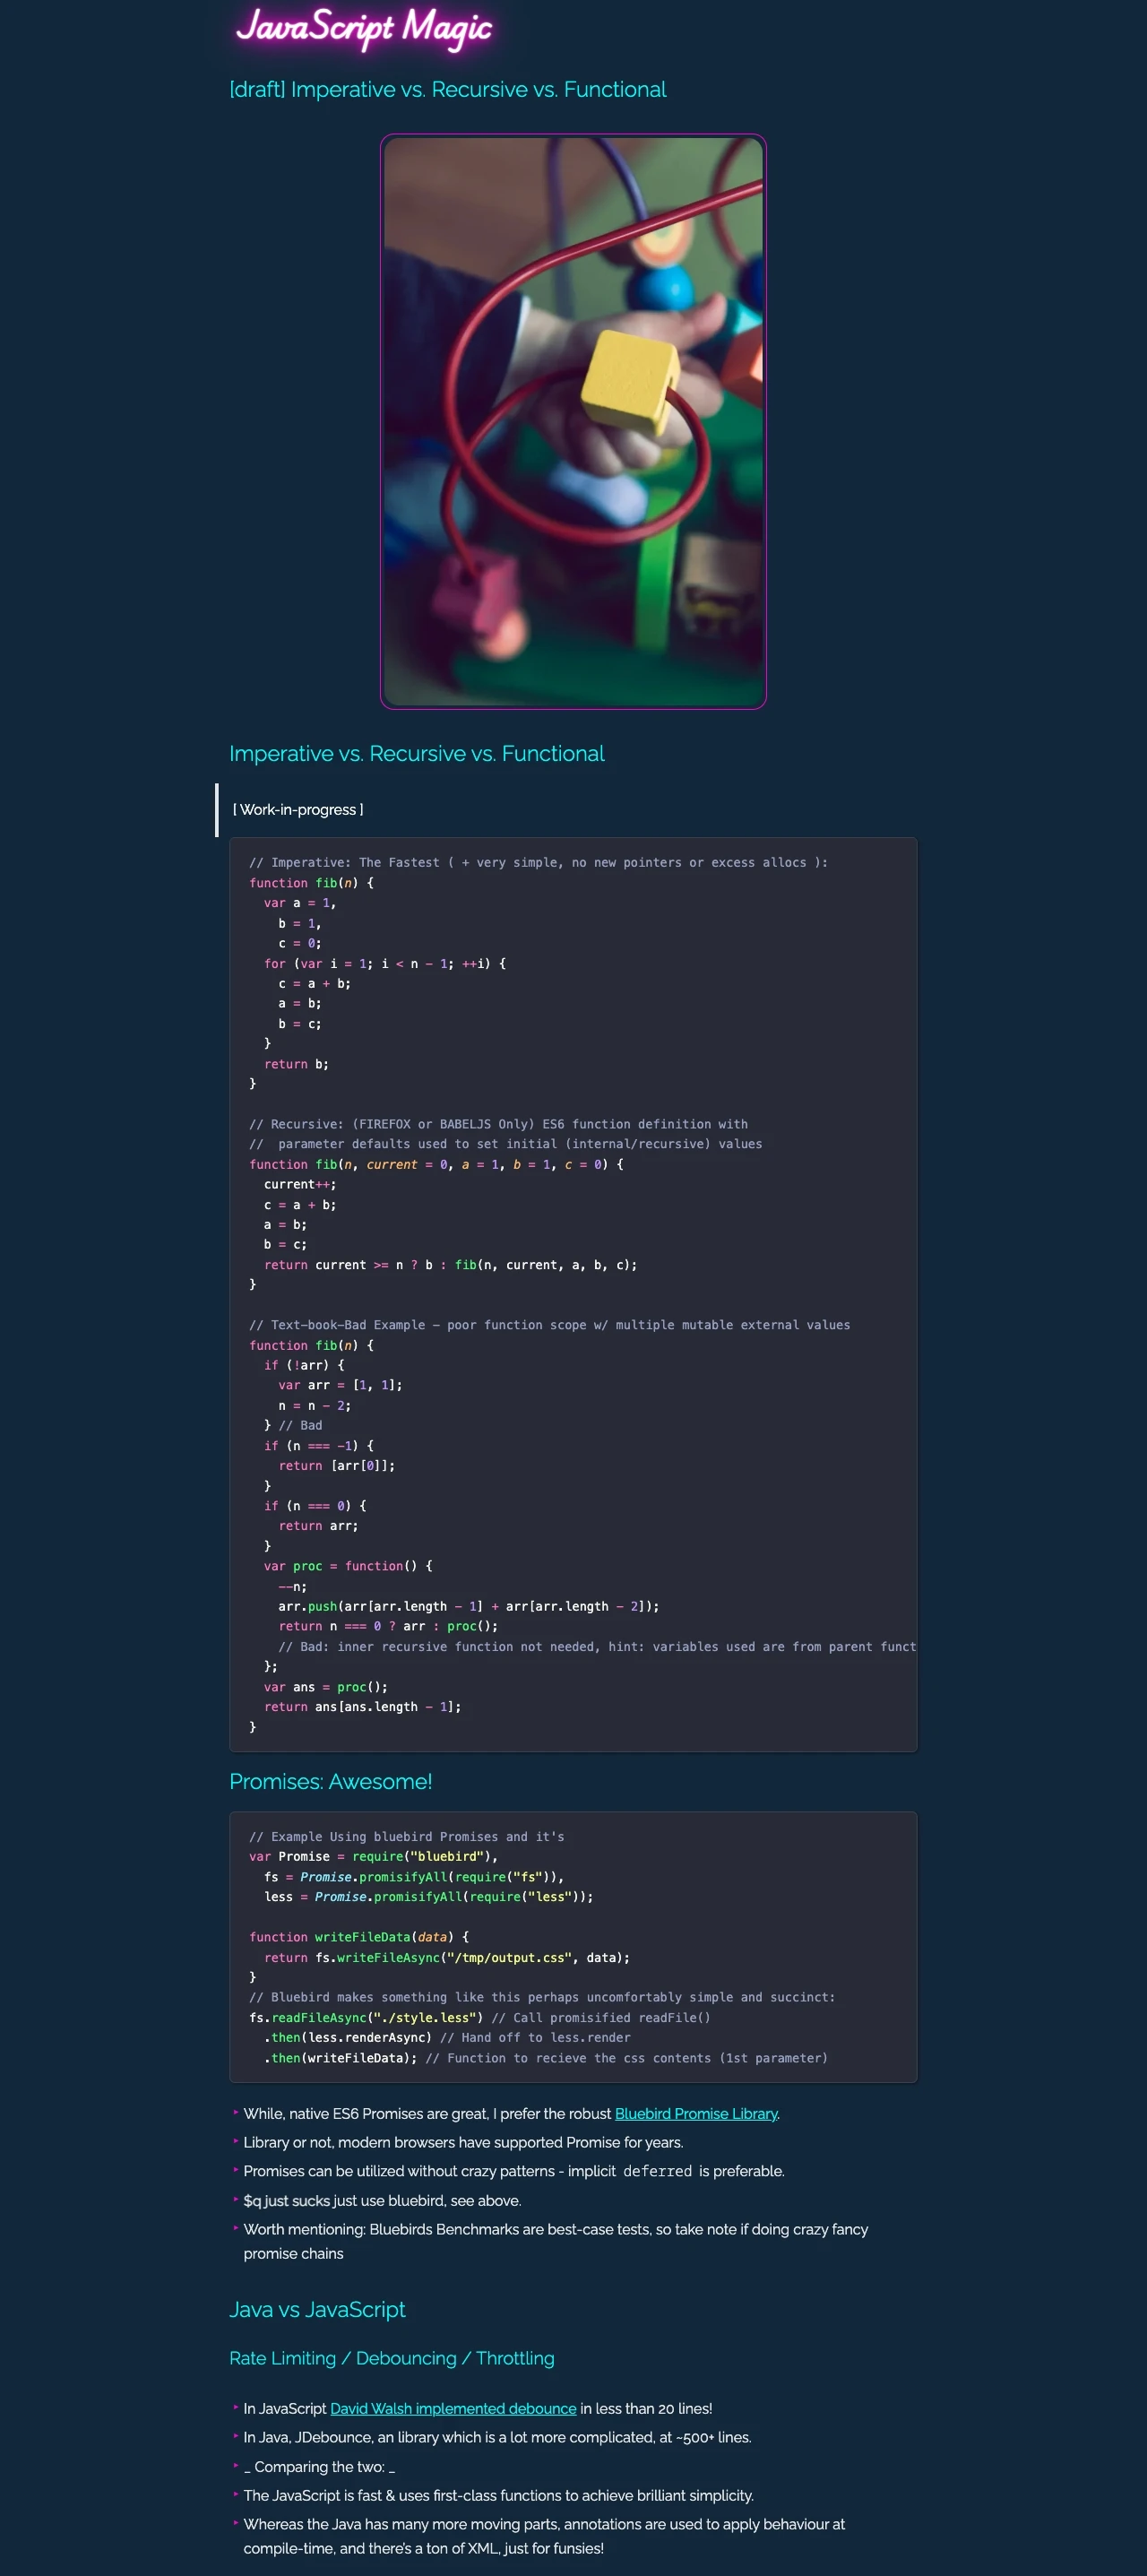 JavaScript Magic
[draft] Imperative vs. Recursive vs. Functional
Imperative vs. Recursive vs. Functional
[ Work-in-progress ]
// Imperative: The Fastest ( + very simple, no new pointers or excess allocs ):
function fib(n) {
  var a = 1,
    b = 1,
    c = 0;
  for (var i = 1; i < n - 1; ++i) {
    c = a + b;
    a = b;
    b = c;
  }
  return b;
}
// Recursive: (FIREFOX or BABELJS Only) ES6 function definition with
//  parameter defaults used to set initial (internal/recursive) values
function fib(n, current = 0, a = 1, b = 1, c = 0) {
  current++;
  c = a + b;
  a = b;
  b = c;
  return current >= n ? b : fib(n, current, a, b, c);
}
// Text-book-Bad Example - poor function scope w/ multiple mutable external values
function fib(n) {
  if (!arr) {
    var arr = [1, 1];
    n = n - 2;
  } // Bad
  if (n === -1) {
    return [arr[0]];
  }
  if (n === 0) {
    return arr;
  }
  var proc = function() {
    --n;
    arr.push(arr[arr.length - 1] + arr[arr.length - 2]);
    return n === 0 ? arr : proc();
    // Bad: inner recursive function not needed, hint: variables used are from parent funct
  };
  var ans = proc();
  return ans[ans.length - 1];
}
Promises: Awesome!
// Example Using bluebird Promises and it's
var Promise = require("bluebird"),
  fs = Promise.promisifyAll(require("fs")),
  less = Promise.promisifyAll(require("less"));
function writeFileData(data) {
  return fs.writeFileAsync("/tmp/output.css", data);
}
// Bluebird makes something like this perhaps uncomfortably simple and succinct:
fs.readFileAsync("./style.less") // Call promisified readFile()
  .then(less.renderAsync) // Hand off to less.render
  .then(writeFileData); // Function to recieve the css contents (1st parameter)
While, native ES6 Promises are great, I prefer the robust Bluebird Promise Library.
Library or not, modern browsers have supported Promise for years.
Promises can be utilized without crazy patterns - implicit deferred is preferable.
$q just sucks just use bluebird, see above.
Worth mentioning: Bluebirds Benchmarks are best-case tests, so take note if doing crazy fancy
promise chains
Java vs JavaScript
Rate Limiting / Debouncing / Throttling
In JavaScript David Walsh implemented debounce in less than 20 lines!
In Java, JDebounce, an library which is a lot more complicated, at ~500+ lines.
_ Comparing the two: _
The JavaScript is fast & uses first-class functions to achieve brilliant simplicity.
Whereas the Java has many more moving parts, annotations are used to apply behaviour at
compile-time, and there's a ton of XML, just for funsies!